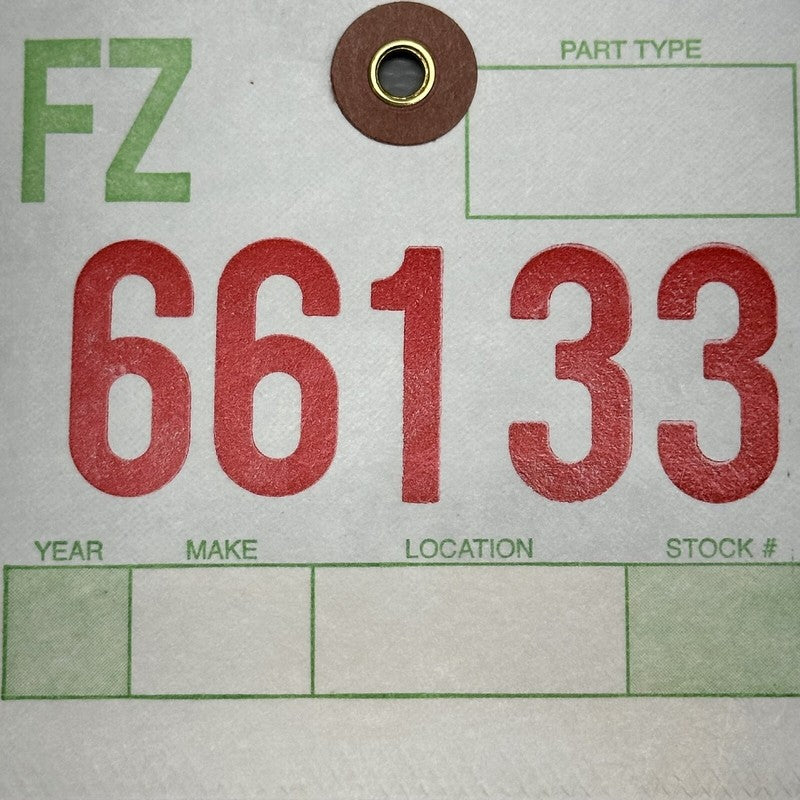 FZ
PART TYPE
66133
YEAR MAKE LOCATION STOCK #